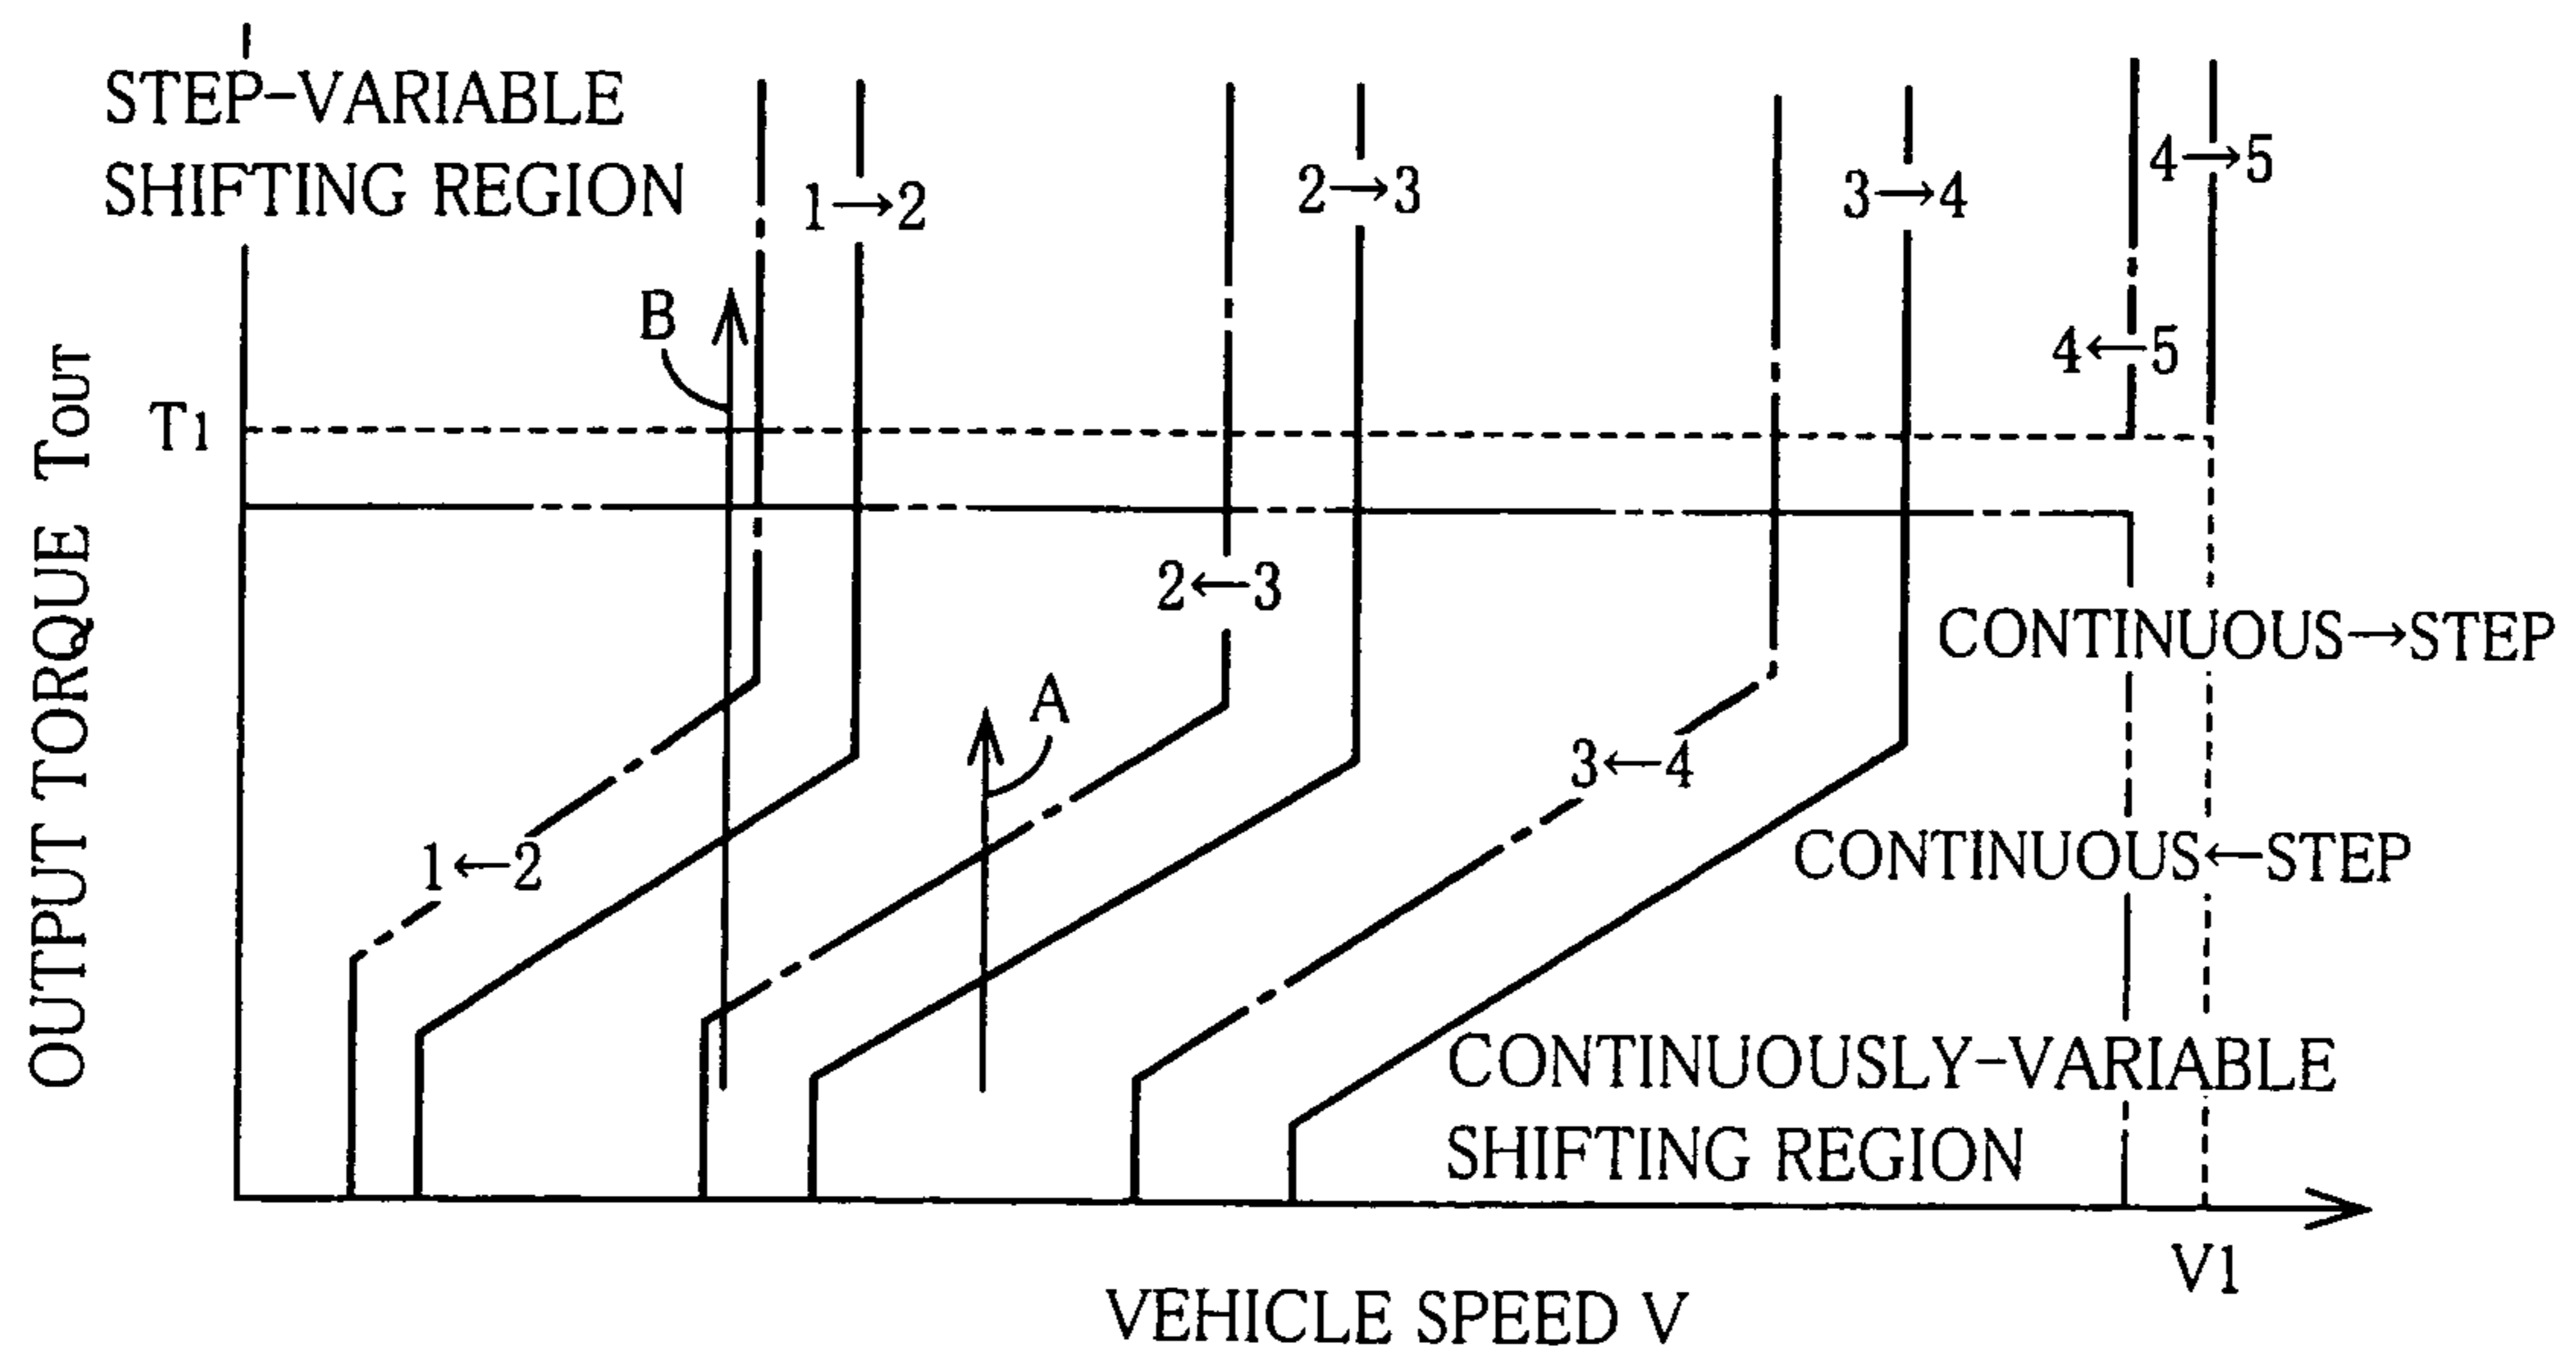 STEP-VARIABLE
SHIFTING REGION
1→2
2→3
3→4
4→5
B
4←5
T1
OUTPUT TORQUE TOUT
2←3
CONTINUOUS→STEP
A
3←4
1←2
CONTINUOUS←STEP
CONTINUOUSLY-VARIABLE
SHIFTING REGION
V1
VEHICLE SPEED V